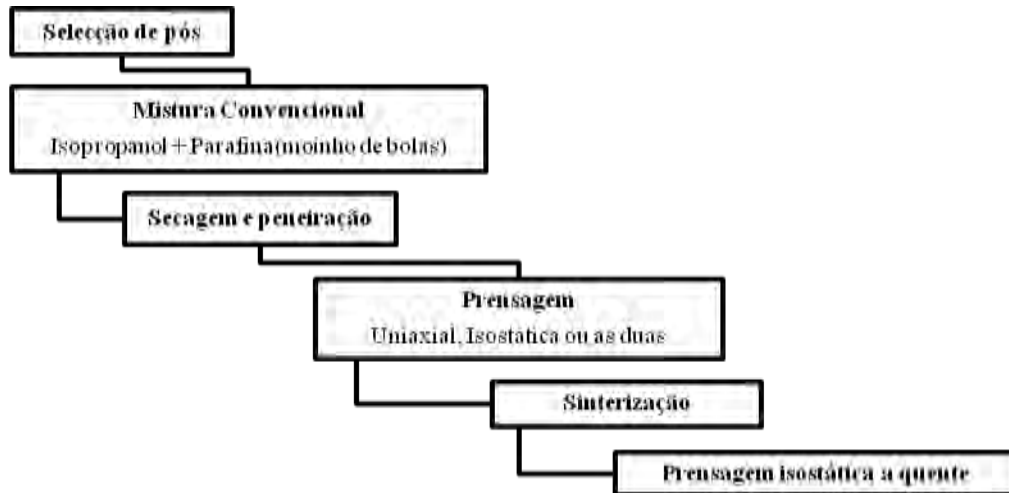 Selecção de pós
Mistura Convencional
Isopropanol + Parafina(moinho de bolas)
Secagem e peneiração
Prensagem
Uniaxial, Isostática ou as duas
Sinterização
Prensagem isostática a quente